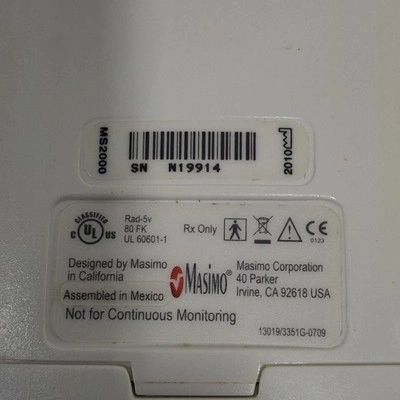 MS2000
SN N19914
2010
CLASSIFIED
C UL US
Rad-5v
80 FK
UL 60601-1
Rx Only
0123
Designed by Masimo
in California
Assembled in Mexico
Masimo®
Masimo Corporation
40 Parker
Irvine, CA 92618 USA
Not for Continuous Monitoring
13019/3351G-0709